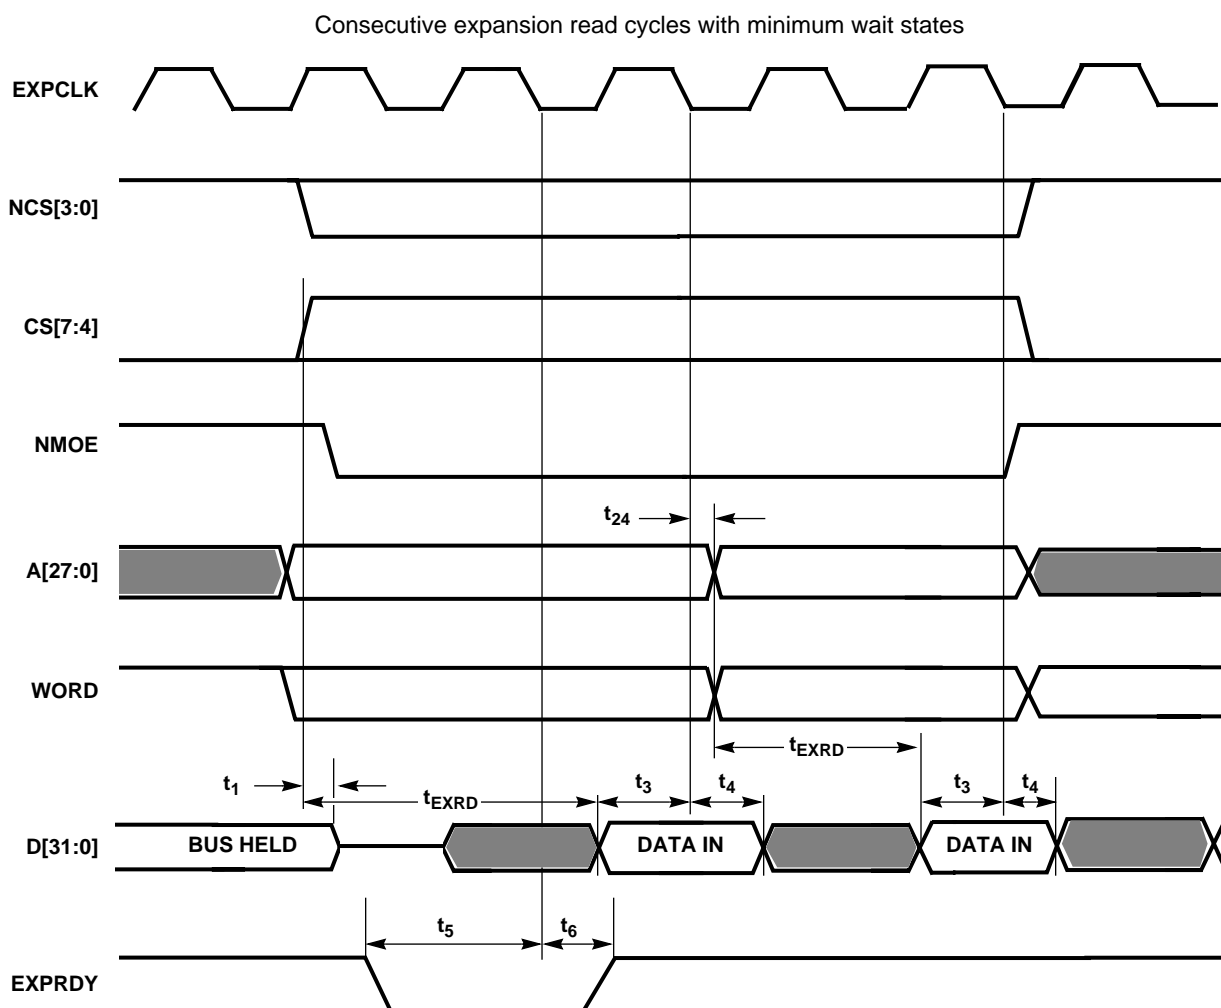 Consecutive expansion read cycles with minimum wait states
EXPCLK
NCS[3:0]
CS[7:4]
NMOE
t24
A[27:0]
WORD
tEXRD
t1
t3
t4
t3
t4
tEXRD
D[31:0]
BUS HELD
DATA IN
DATA IN
t5
t6
EXPRDY